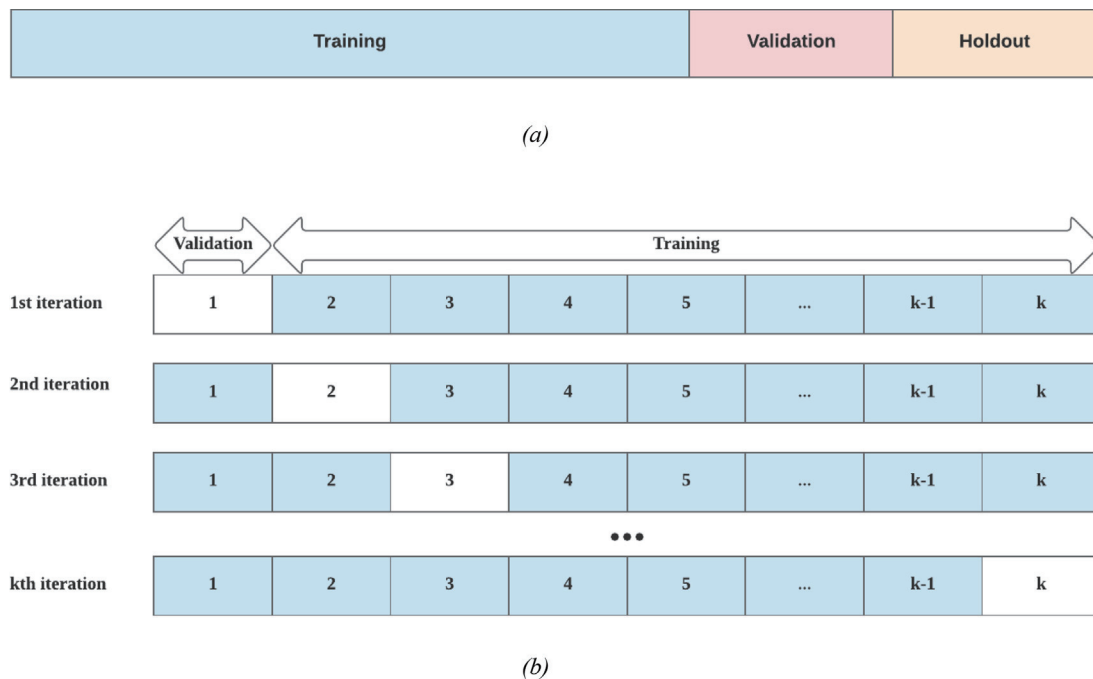 Training Validation Holdout
(a)
Validation Training
1st iteration 1 2 3 4 5 ... k-1 k
2nd iteration 1 2 3 4 5 ... k-1 k
3rd iteration 1 2 3 4 5 ... k-1 k
•••
kth iteration 1 2 3 4 5 ... k-1 k
(b)